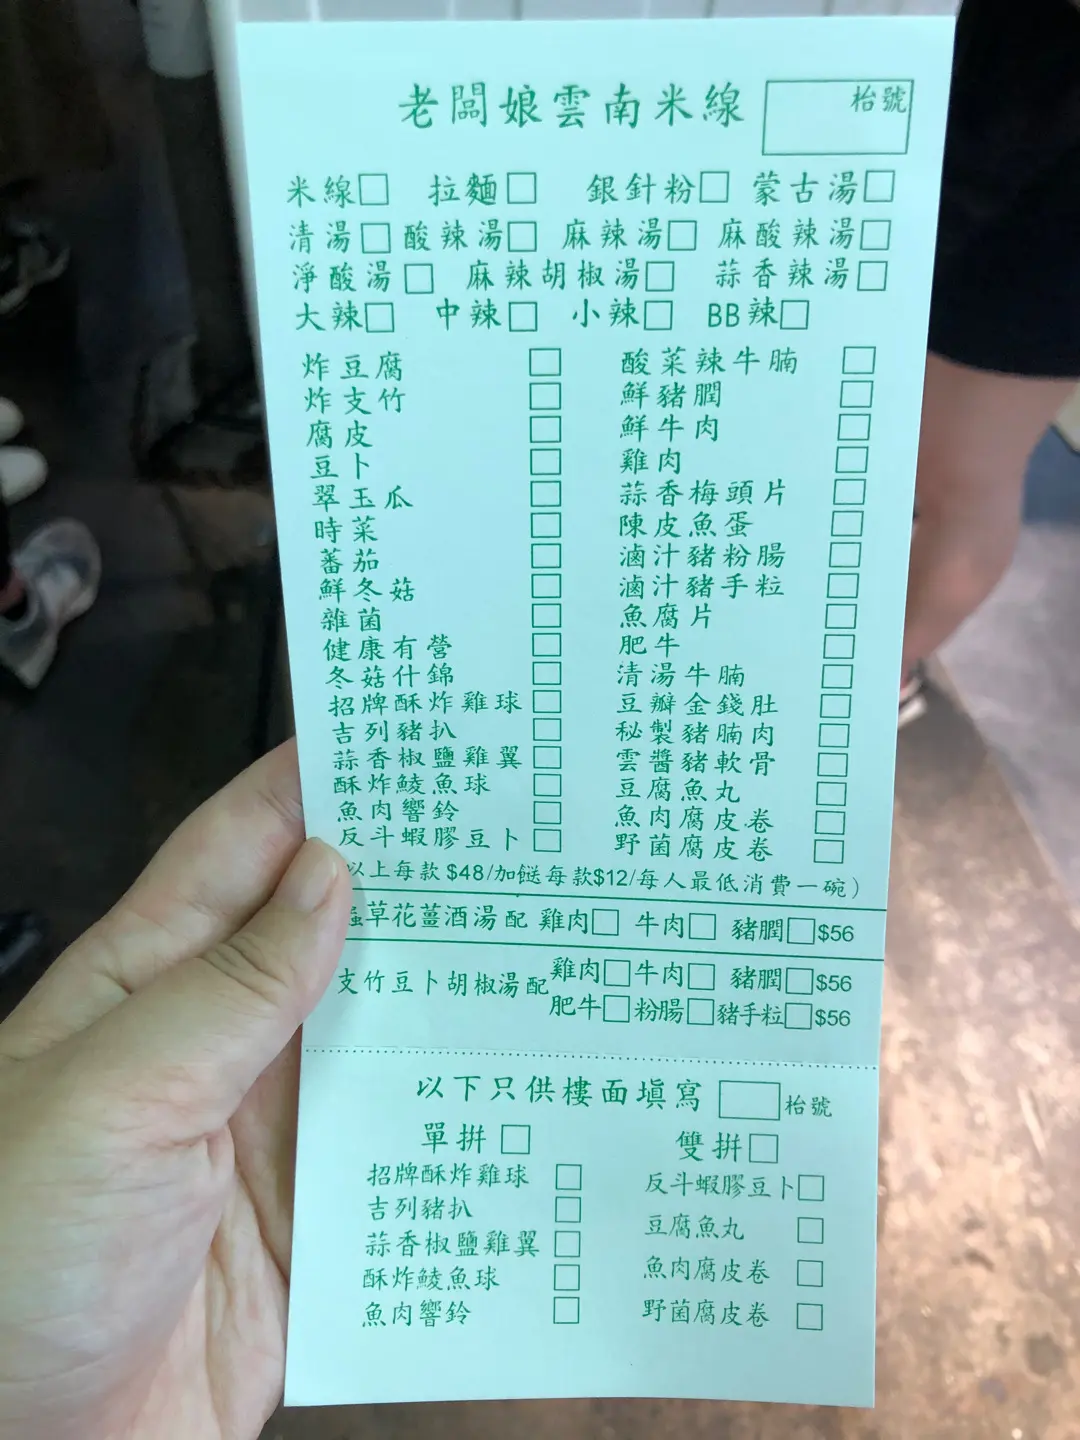 老闆娘雲南米線 枱號
米線□ 拉麵□ 銀針粉□ 蒙古湯□
清湯□ 酸辣湯□ 麻辣湯□ 麻酸辣湯□
淨酸湯□ 麻辣胡椒湯□ 蒜香辣湯□
大辣□ 中辣□ 小辣□ BB辣□
炸豆腐□ 酸菜辣牛腩□
炸支竹□ 鮮豬膶□
腐皮□ 鮮牛肉□
豆卜□ 雞肉□
翠玉瓜□ 蒜香梅頭片□
時菜□ 陳皮魚蛋□
蕃茄□ 滷汁豬粉腸□
鮮冬菇□ 滷汁豬手粒□
雜菌□ 魚腐片□
健康有營□ 肥牛□
冬菇什錦□ 清湯牛腩□
招牌酥炸雞球□ 豆瓣金錢肚□
吉列豬扒□ 秘製豬腩肉□
蒜香椒鹽雞翼□ 雲醬豬軟骨□
酥炸鯪魚球□ 豆腐魚丸□
魚肉響鈴□ 魚肉腐皮卷□
反斗蝦膠豆卜□ 野菌腐皮卷□
以上每款$48/加餸每款$12/每人最低消費一碗)
草花薑酒湯配 雞肉□ 牛肉□ 豬膶□$56
支竹豆卜胡椒湯配 雞肉□ 牛肉□ 豬膶□$56
肥牛□ 粉腸□ 豬手粒□$56
以下只供樓面填寫 □枱號
單拼□ 雙拼□
招牌酥炸雞球□ 反斗蝦膠豆卜□
吉列豬扒□ 豆腐魚丸□
蒜香椒鹽雞翼□ 魚肉腐皮卷□
酥炸鯪魚球□ 野菌腐皮卷□
魚肉響鈴□